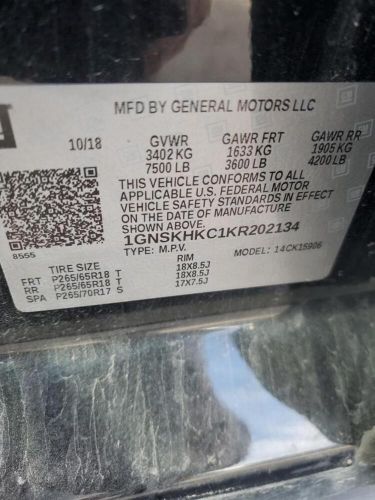 MFD BY GENERAL MOTORS LLC
10/18 GVWR GAWR FRT GAWR RR
3402 KG 1633 KG 1905 KG
7500 LB 3600 LB 4200 LB
THIS VEHICLE CONFORMS TO ALL
APPLICABLE U.S. FEDERAL MOTOR
VEHICLE SAFETY STANDARDS IN EFFECT
ON THE DATE OF MANUFACTURE SHOWN ABOVE
1GNSKHKC1KR202134
8555 TYPE: M.P.V. MODEL: 14CK15906
TIRE SIZE RIM
FRT P265/65R18 T 18X8.5J
RR P265/65R18 T 18X8.5J
SPA P265/70R17 S 17X7.5J